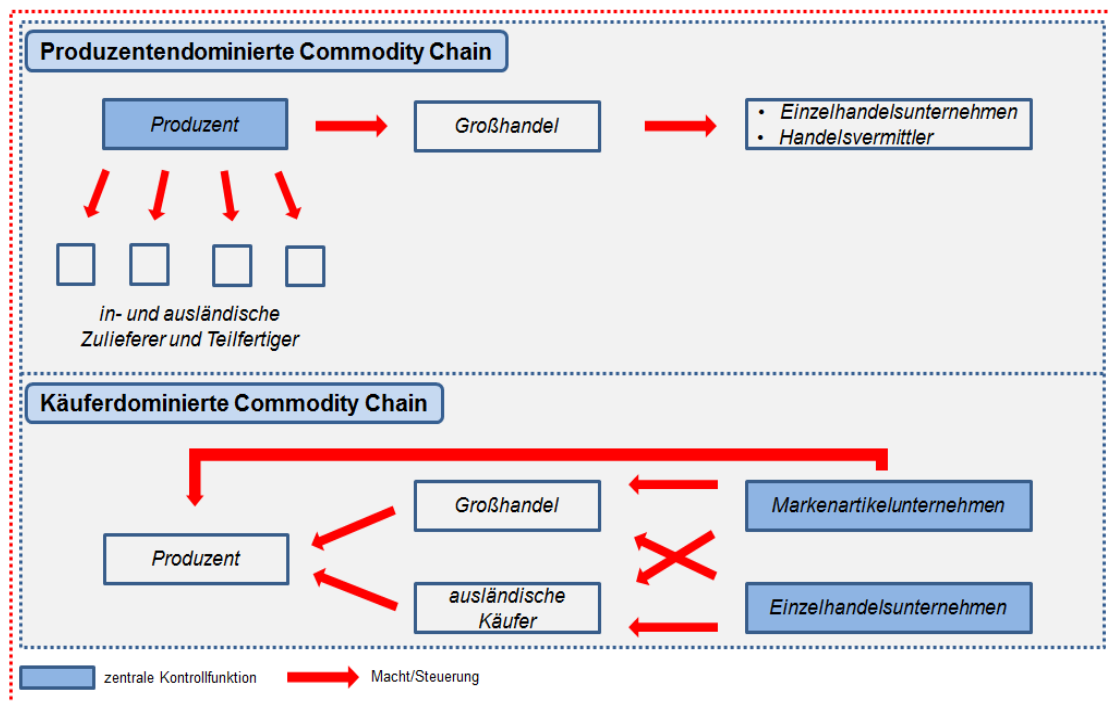 Produzentendominierte Commodity Chain
Produzent
Großhandel
• Einzelhandelsunternehmen
• Handelsvermittler
in- und ausländische
Zulieferer und Teilfertiger
Käuferdominierte Commodity Chain
Großhandel
Markenartikelunternehmen
Produzent
ausländische
Käufer
Einzelhandelsunternehmen
zentrale Kontrollfunktion
Macht/Steuerung